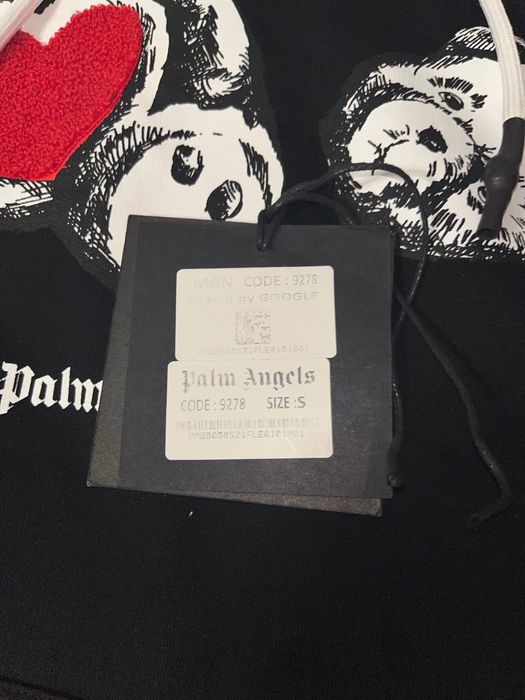 MAN CODE : 9278
Search by GOOGLE
Palm Angels
Palm
CODE : 9278 SIZE :S